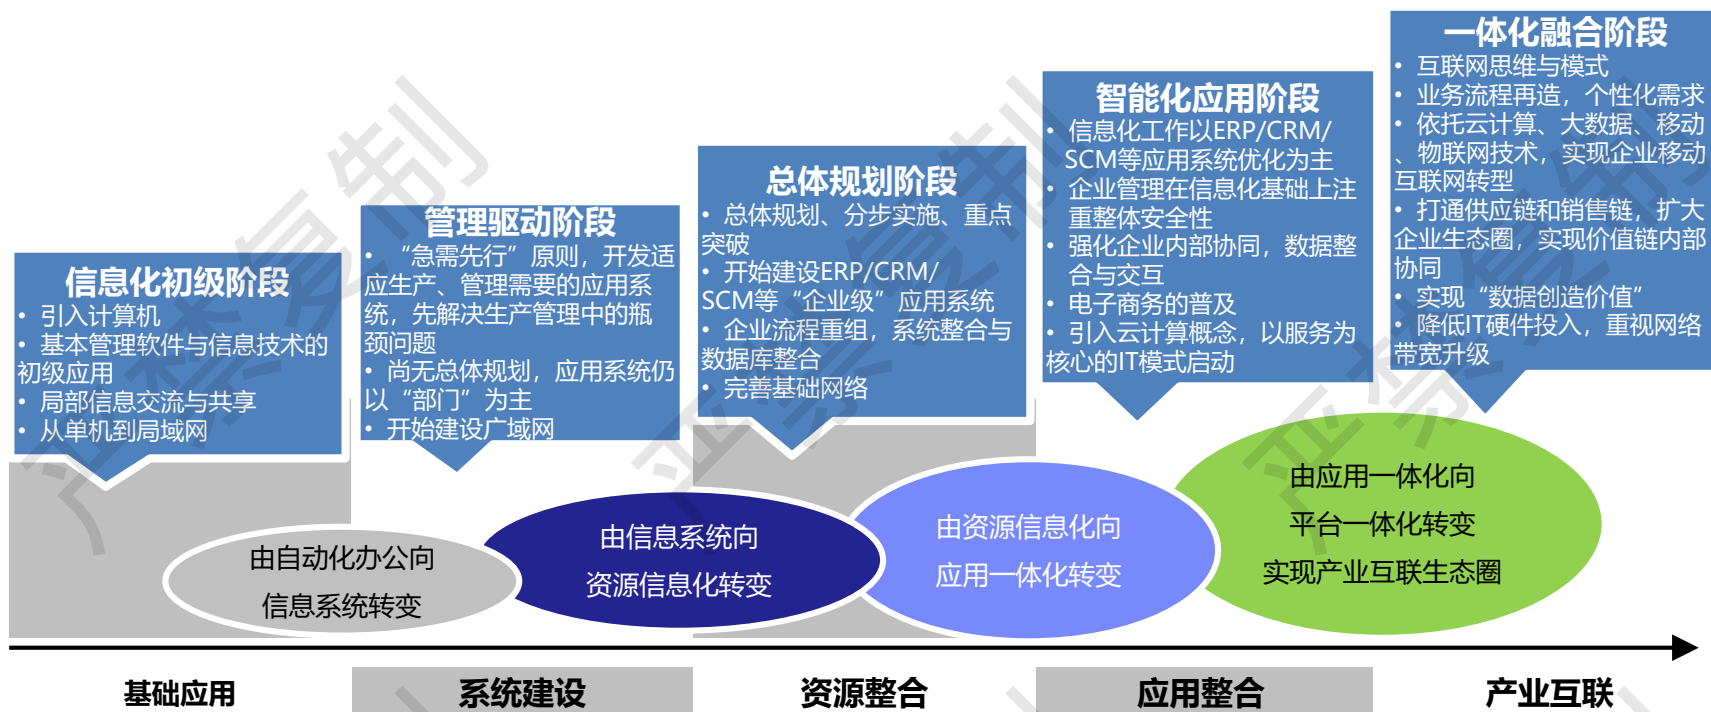 信息化初级阶段
• 引入计算机
• 基本管理软件与信息技术的
初级应用
• 局部信息交流与共享
• 从单机到局域网
管理驱动阶段
• “急需先行”原则，开发适
应生产、管理需要的应用系
统，先解决生产管理中的瓶
颈问题
• 尚无总体规划，应用系统仍
以“部门”为主
• 开始建设广域网
总体规划阶段
• 总体规划、分步实施、重点
突破
• 开始建设ERP/CRM/
SCM等“企业级”应用系统
• 企业流程重组，系统整合与
数据库整合
• 完善基础网络
智能化应用阶段
• 信息化工作以ERP/CRM/
SCM等应用系统优化为主
• 企业管理在信息化基础上注
重整体安全性
• 强化企业内部协同，数据整
合与交互
• 电子商务的普及
• 引入云计算概念，以服务为
核心的IT模式启动
一体化融合阶段
• 互联网思维与模式
• 业务流程再造，个性化需求
• 依托云计算、大数据、移动
、物联网技术，实现企业移动
互联网转型
• 打通供应链和销售链，扩大
企业生态圈，实现价值链内部
协同
• 实现“数据创造价值”
• 降低IT硬件投入，重视网络
带宽升级
由自动化办公向
信息系统转变
由信息系统向
资源信息化转变
由资源信息化向
应用一体化转变
由应用一体化向
平台一体化转变
实现产业互联生态圈
基础应用
系统建设
资源整合
应用整合
产业互联
严禁复制
严禁复制
严禁复制